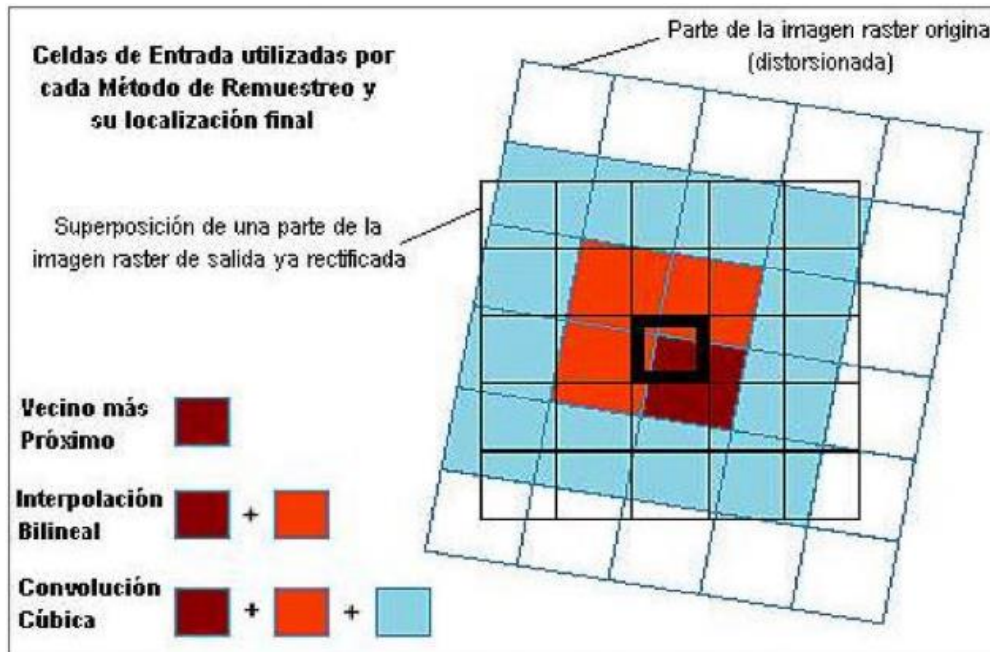 Celdas de Entrada utilizadas por
cada Método de Remuestreo y
su localización final
Parte de la imagen raster origina
(distorsionada)
Superposición de una parte de la
imagen raster de salida ya rectificada
Vecino más
Próximo
Interpolación
Bilineal
+
Convolución
Cúbica
+ +